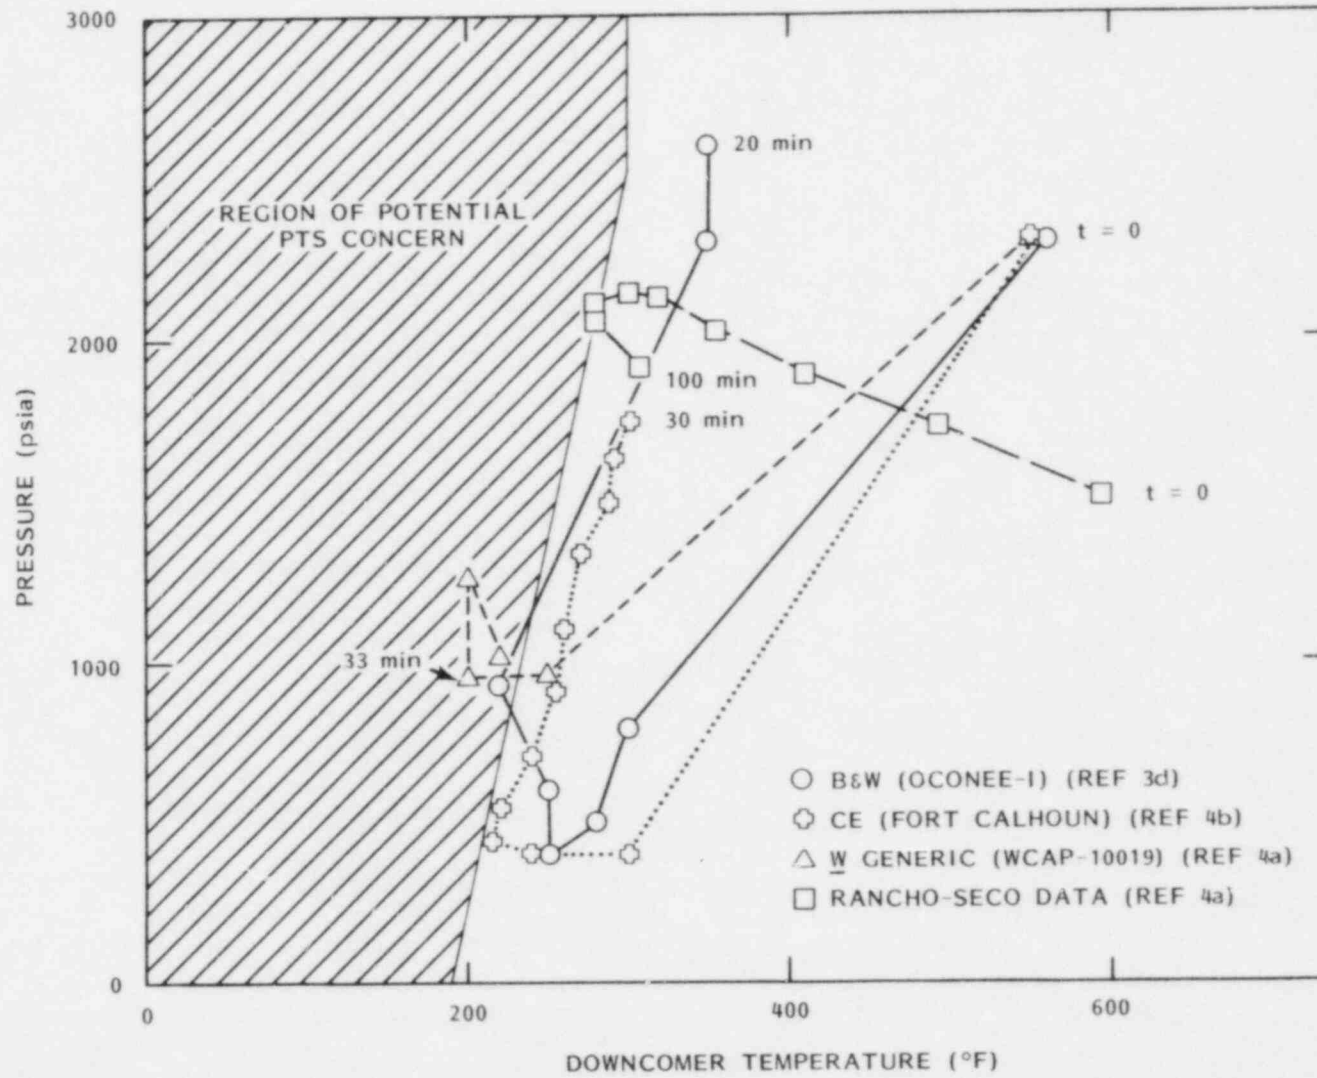 3000
20 min
REGION OF POTENTIAL
PTS CONCERN
t = 0
2000
100 min
30 min
t = 0
PRESSURE (psia)
1000
33 min
B&W (OCONEE-I) (REF 3d)
CE (FORT CALHOUN) (REF 4b)
W GENERIC (WCAP-10019) (REF 4a)
RANCHO-SECO DATA (REF 4a)
0
0
200
400
600
DOWNCOMER TEMPERATURE (°F)